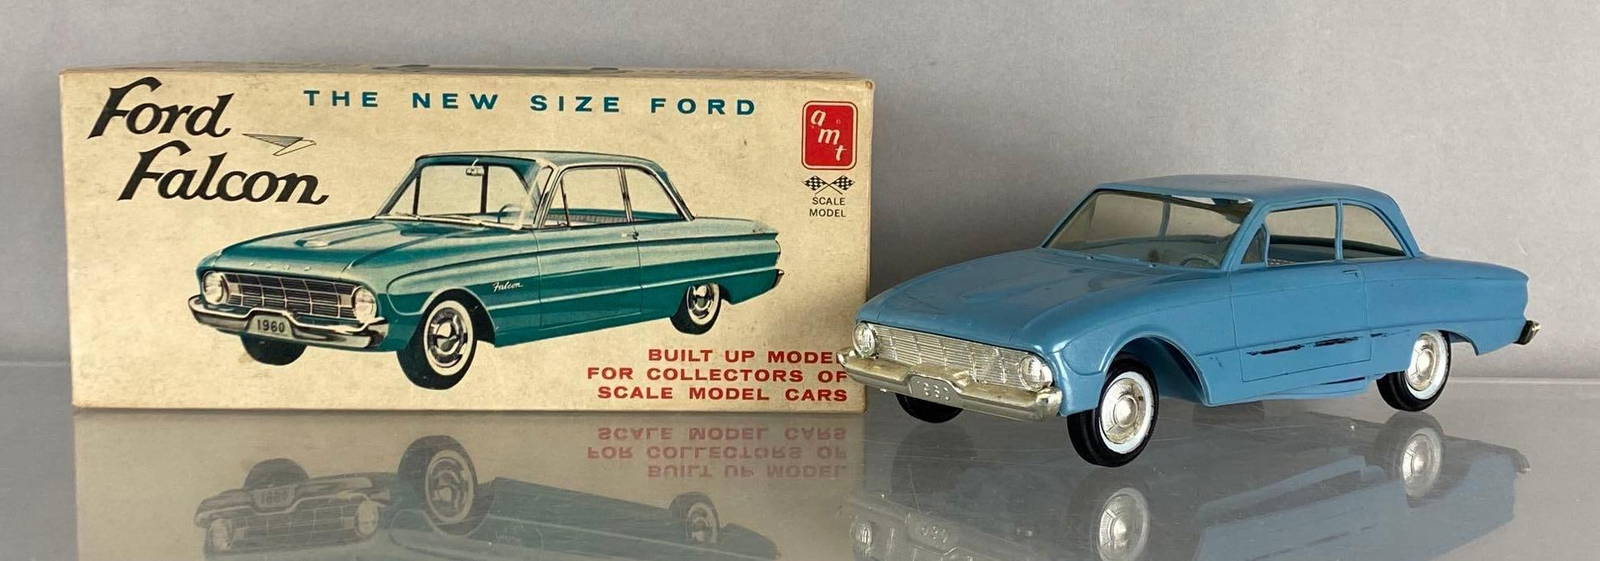 Ford
Falcon
THE NEW SIZE FORD
amt
SCALE
MODEL
Falcon
1960
BUILT UP MODEL
FOR COLLECTORS OF
SCALE MODEL CARS
1960